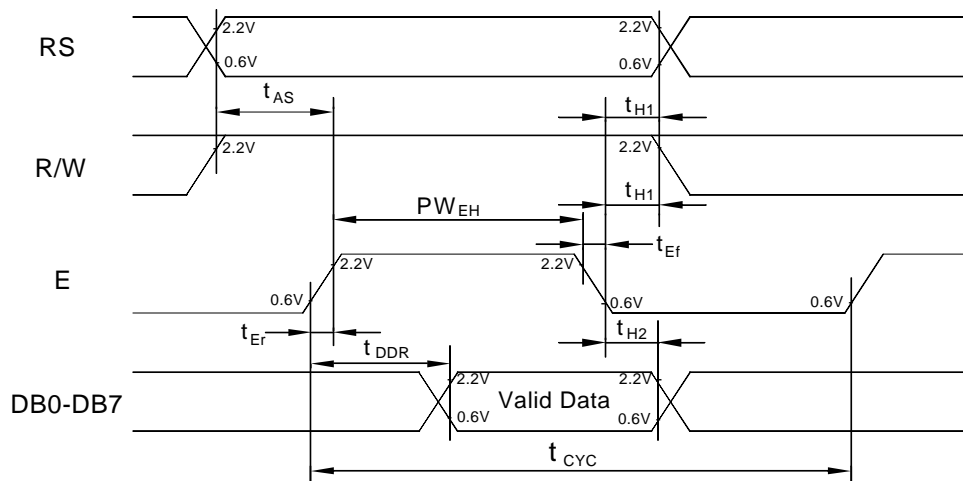 RS
2.2V
2.2V
0.6V
0.6V
tAS
tH1
R/W
2.2V
2.2V
tH1
PWEH
tEf
E
2.2V
2.2V
0.6V
0.6V
0.6V
tEr
tH2
tDDR
DB0-DB7
2.2V
Valid Data
2.2V
0.6V
0.6V
tCYC